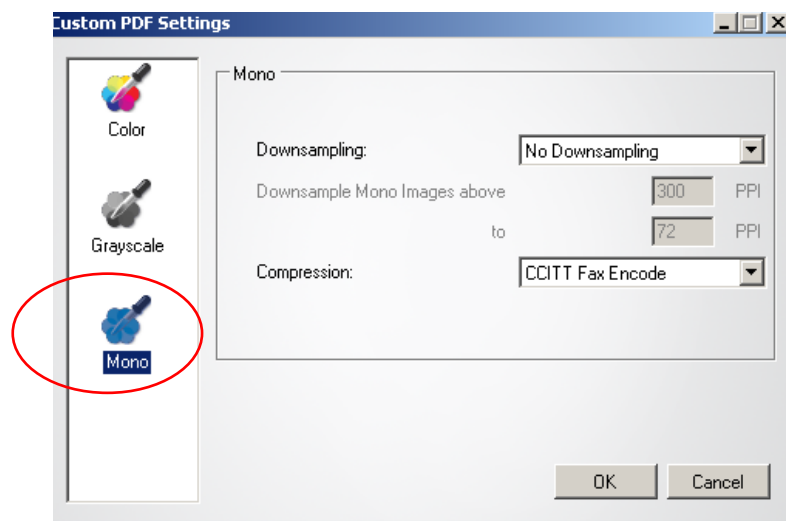 Custom PDF Settings
Color
Grayscale
Mono
Mono
Downsampling: No Downsampling
Downsample Mono Images above 300 PPI
to 72 PPI
Compression: CCITT Fax Encode
OK Cancel